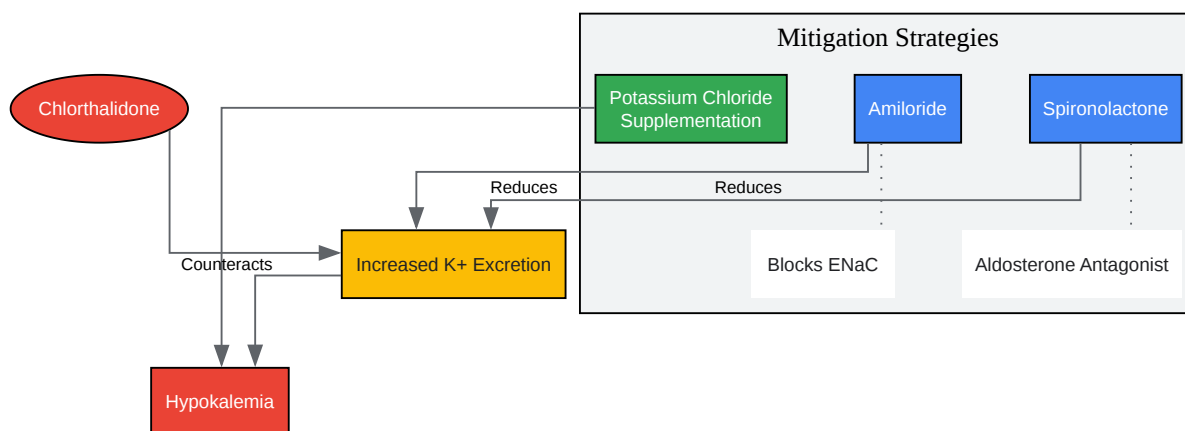 Mitigation Strategies
Chlorthalidone
Potassium Chloride
Supplementation
Amiloride
Spironolactone
Reduces
Reduces
Counteracts
Increased K+ Excretion
Blocks ENaC
Aldosterone Antagonist
Hypokalemia